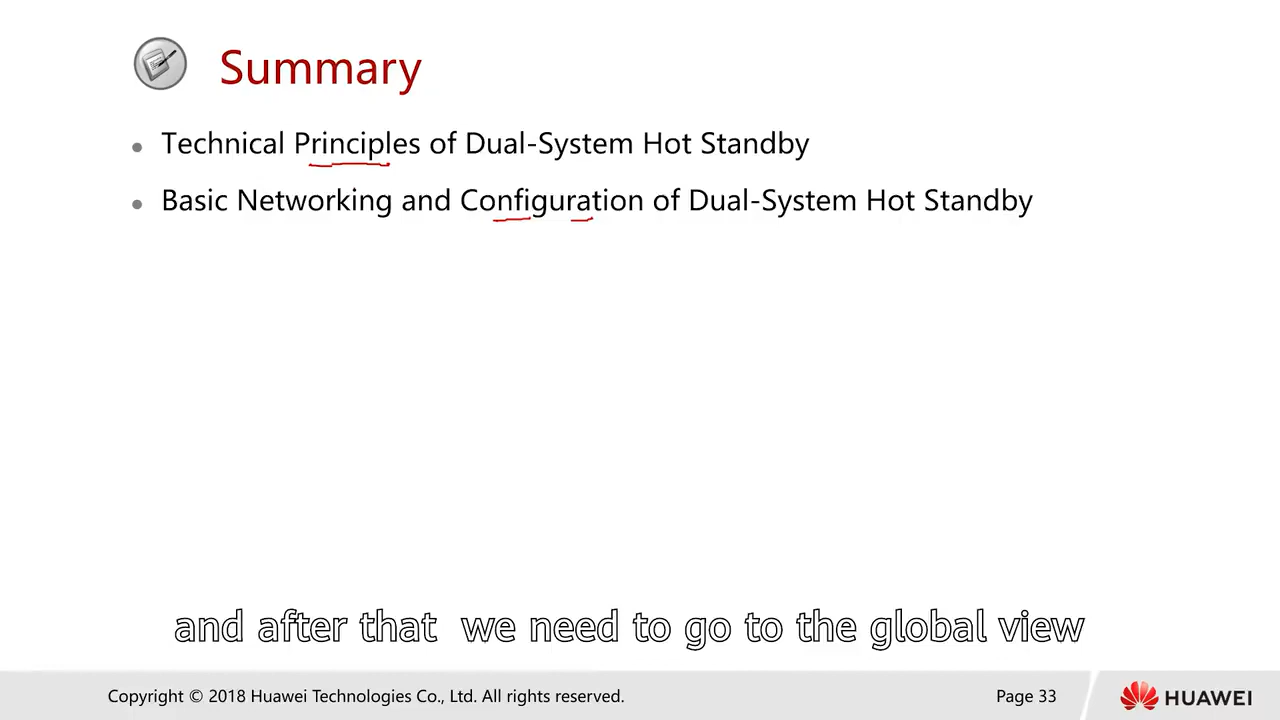 Summary
Technical Principles of Dual-System Hot Standby
Basic Networking and Configuration of Dual-System Hot Standby
and after that  we need to go to the global view
Copyright © 2018 Huawei Technologies Co., Ltd. All rights reserved.
Page 33
HUAWEI